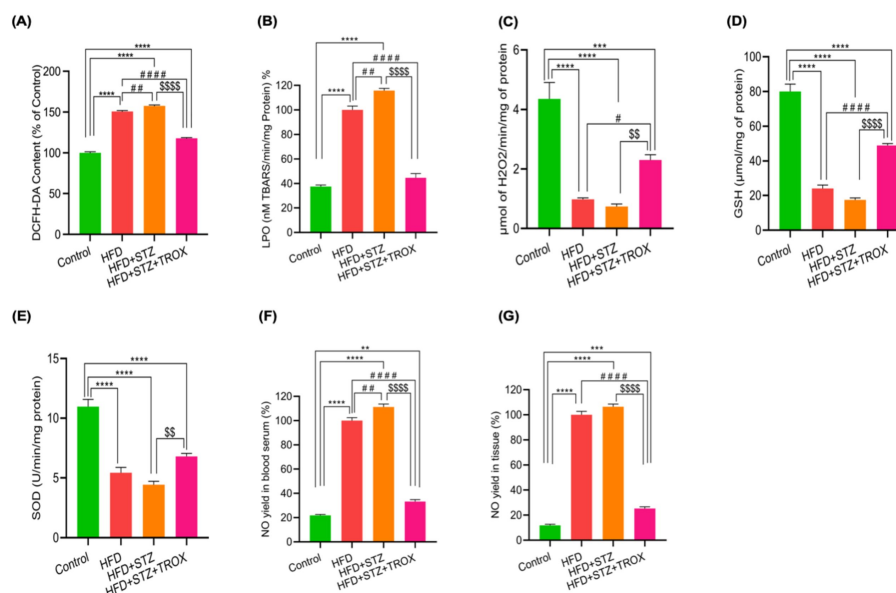 (A)
DCFH-DA Content (% of Control)
200
150
100
50
0
****
****
####
****
##
$$$$
Control
HFD
HFD+STZ
HFD+STZ+TROX
(B)
LPO (nM TBARS/min/mg Protein) %
120
100
80
60
40
20
0
****
####
##
$$$$
****
Control
HFD
HFD+STZ
HFD+STZ+TROX
(C)
μmol of H2O2/min/mg of protein
6
4
2
0
***
****
****
#
$$
Control
HFD
HFD+STZ
HFD+STZ+TROX
(D)
GSH (μmol/mg of protein)
100
80
60
40
20
0
****
****
****
####
$$$$
Control
HFD
HFD+STZ
HFD+STZ+TROX
(E)
SOD (U/min/mg protein)
15
10
5
0
****
****
****
$$
Control
HFD
HFD+STZ
HFD+STZ+TROX
(F)
NO yield in blood serum (%)
120
100
80
60
40
20
0
**
****
####
##
$$$$
****
Control
HFD
HFD+STZ
HFD+STZ+TROX
(G)
NO yield in tissue (%)
120
100
80
60
40
20
0
***
****
####
****
$$$$
Control
HFD
HFD+STZ
HFD+STZ+TROX